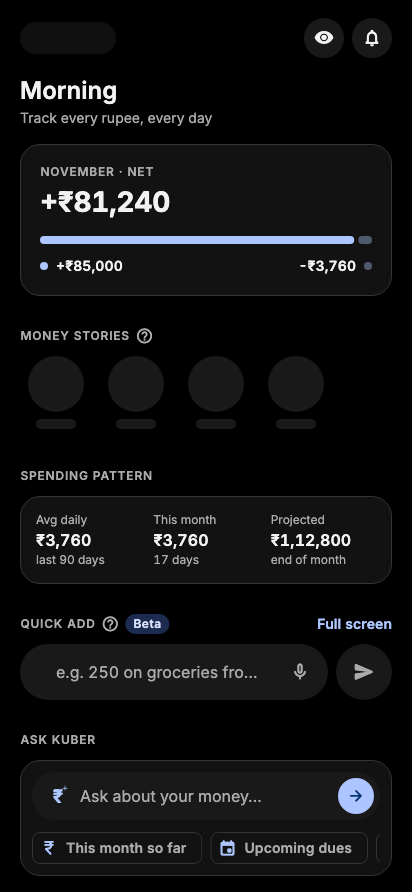 Morning
Track every rupee, every day
NOVEMBER · NET
+₹81,240
+₹85,000
-₹3,760
MONEY STORIES
SPENDING PATTERN
Avg daily
₹3,760
last 90 days
This month
₹3,760
17 days
Projected
₹1,12,800
end of month
QUICK ADD
Beta
Full screen
e.g. 250 on groceries fro...
ASK KUBER
Ask about your money...
₹ This month so far
Upcoming dues